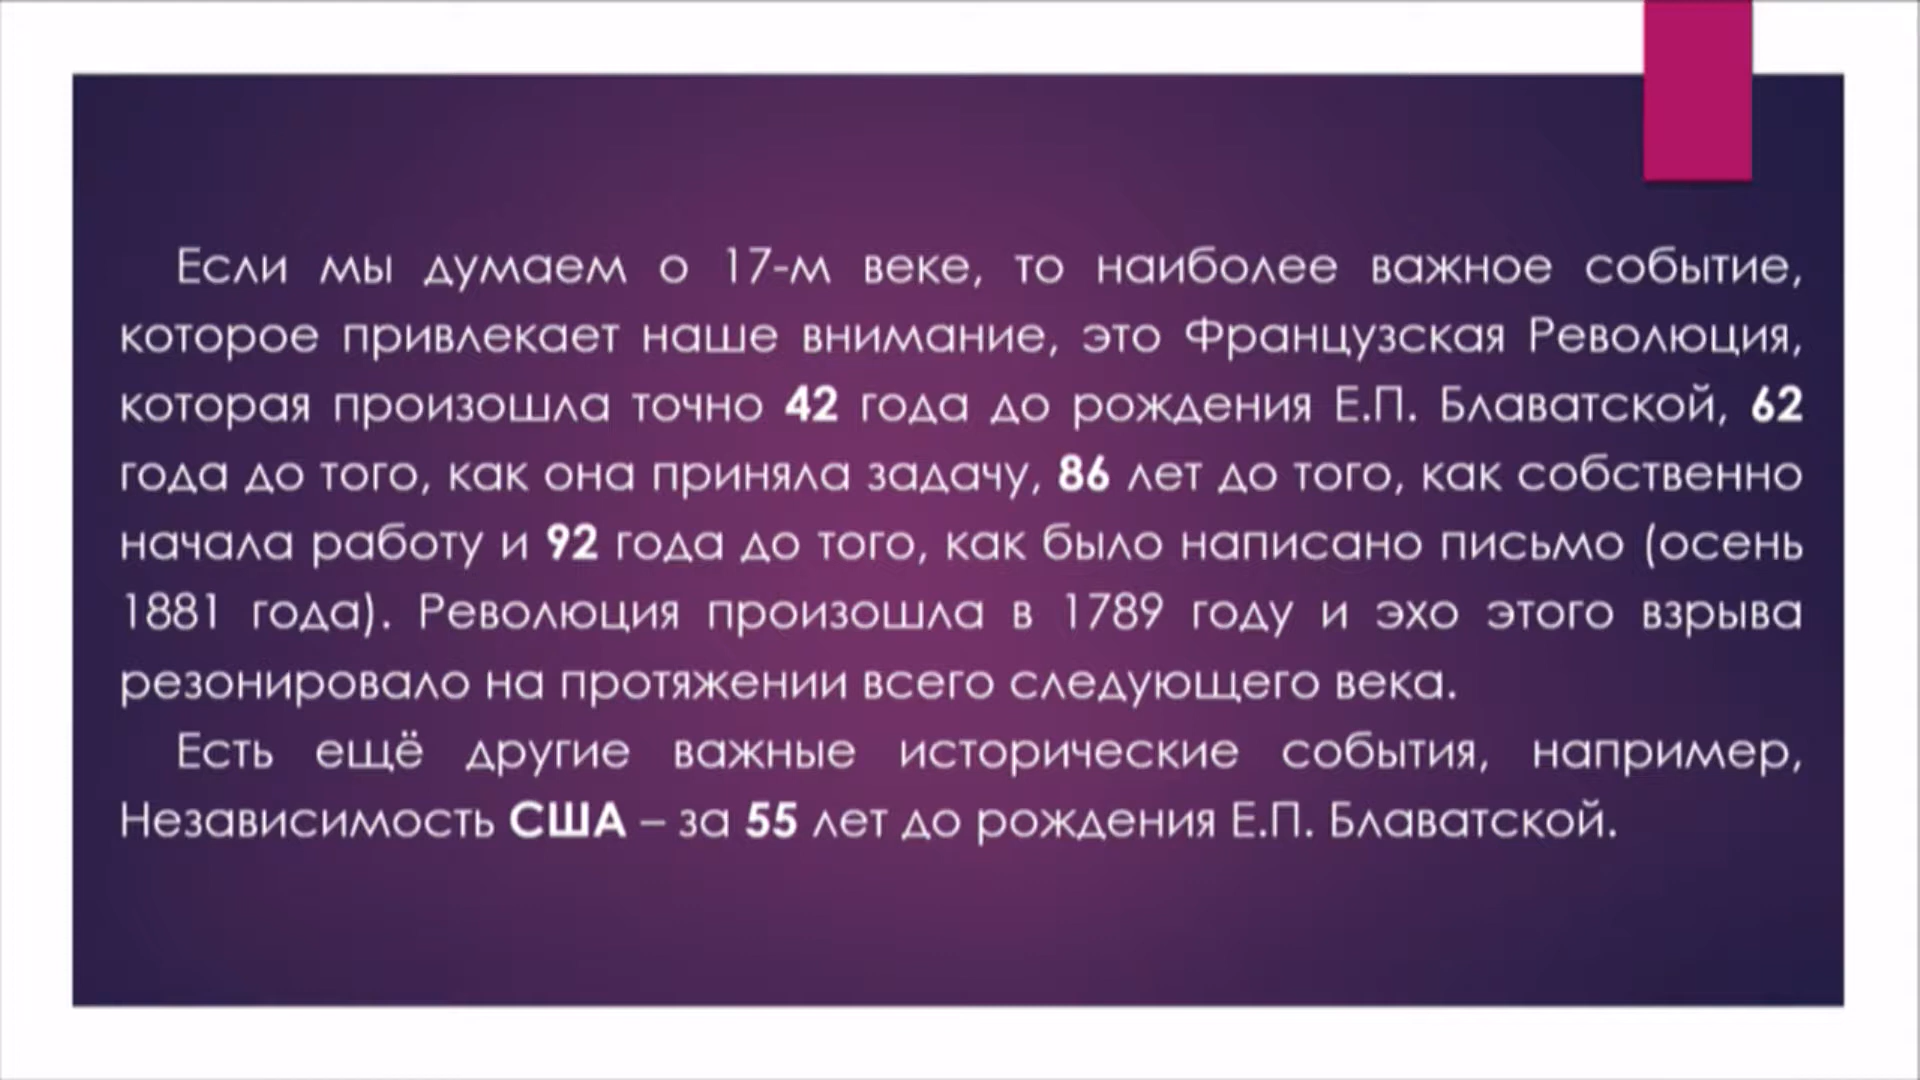 Если мы думаем о 17-м веке, то наиболее важное событие,
которое привлекает наше внимание, это Французская Революция,
которая произошла точно 42 года до рождения Е.П. Блаватской, 62
года до того, как она приняла задачу, 86 лет до того, как собственно
начала работу и 92 года до того, как было написано письмо (осень
1881 года). Революция произошла в 1789 году и эхо этого взрыва
резонировало на протяжении всего следующего века.
Есть ещё другие важные исторические события, например,
Независимость США – за 55 лет до рождения Е.П. Блаватской.